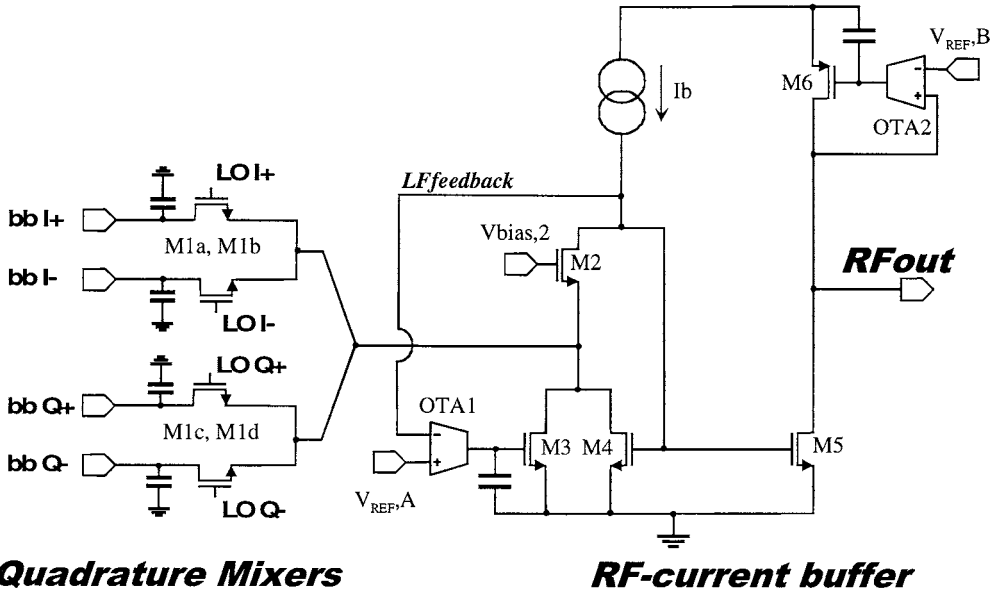 V_REF,B
Ib
M6
-
+
OTA2
LO I+
LFfeedback
bb I+
M1a, M1b
Vbias,2
M2
RFout
bb I-
LO I-
LO Q+
bb Q+
OTA1
M1c, M1d
-
+
M3
M4
M5
bb Q-
V_REF,A
LO Q-
Quadrature Mixers
RF-current buffer